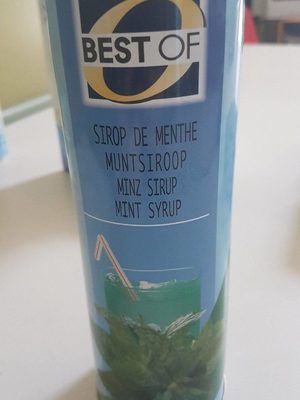 BEST OF
SIROP DE MENTHE
MUNTSIROOP
MINZ SIRUP
MINT SYRUP